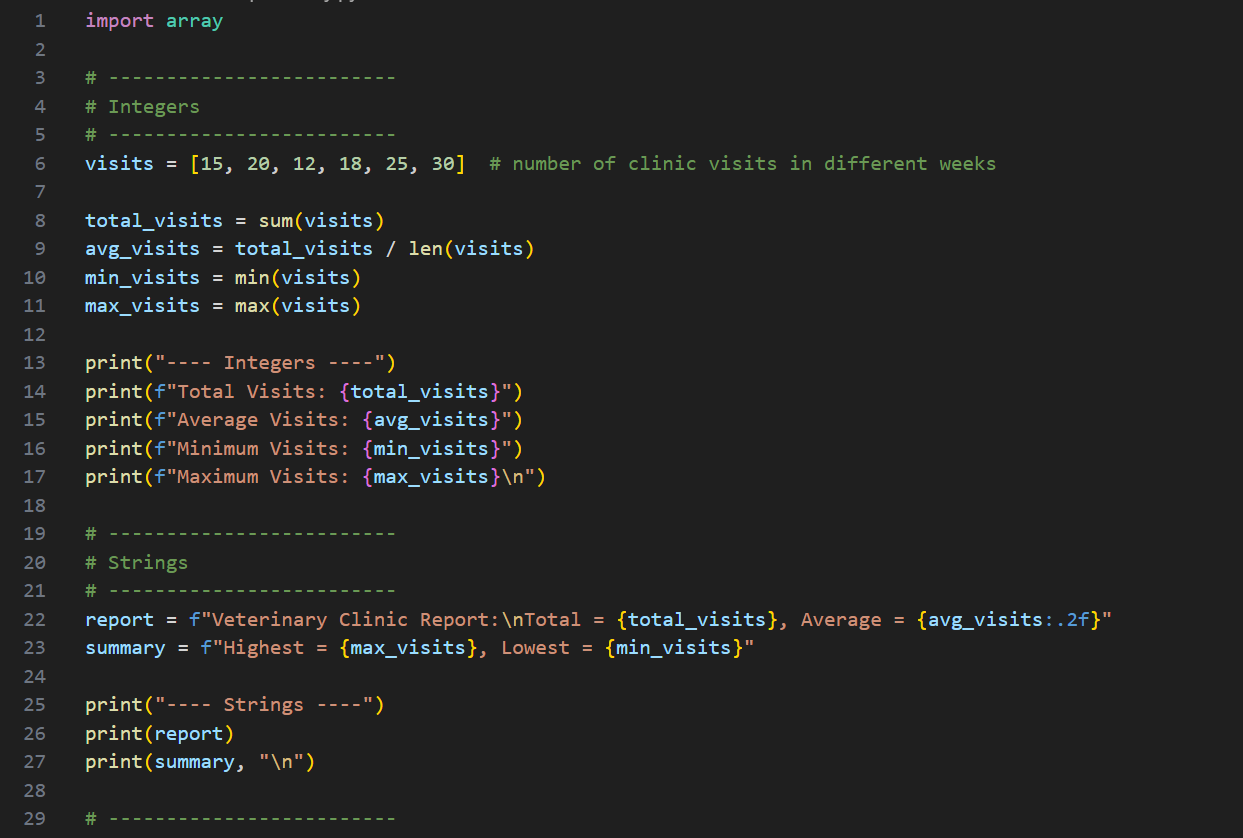 1 import array
2
3 # -------------------------
4 # Integers
5 # -------------------------
6 visits = [15, 20, 12, 18, 25, 30]  # number of clinic visits in different weeks
7
8 total_visits = sum(visits)
9 avg_visits = total_visits / len(visits)
10 min_visits = min(visits)
11 max_visits = max(visits)
12
13 print("---- Integers ----")
14 print(f"Total Visits: {total_visits}")
15 print(f"Average Visits: {avg_visits}")
16 print(f"Minimum Visits: {min_visits}")
17 print(f"Maximum Visits: {max_visits}\n")
18
19 # -------------------------
20 # Strings
21 # -------------------------
22 report = f"Veterinary Clinic Report:\nTotal = {total_visits}, Average = {avg_visits:.2f}"
23 summary = f"Highest = {max_visits}, Lowest = {min_visits}"
24
25 print("---- Strings ----")
26 print(report)
27 print(summary, "\n")
28
29 # -------------------------